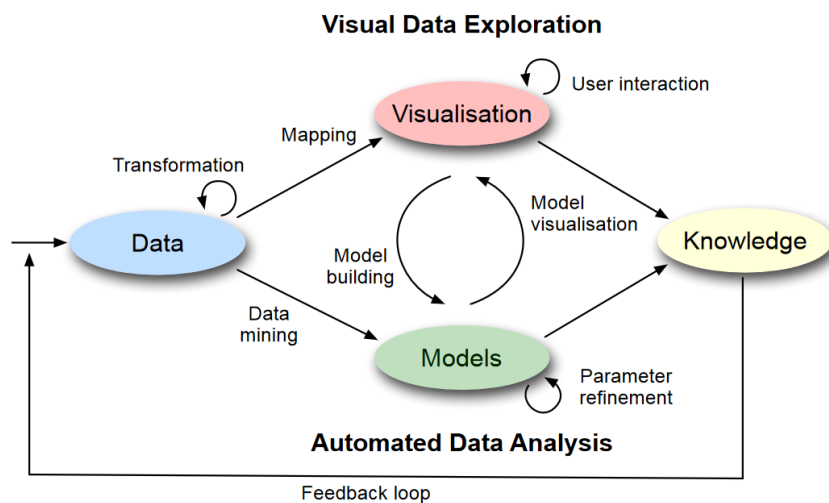 Visual Data Exploration
User interaction
Visualisation
Mapping
Transformation
Model
visualisation
Data
Knowledge
Model
building
Data
mining
Models
Parameter
refinement
Automated Data Analysis
Feedback loop